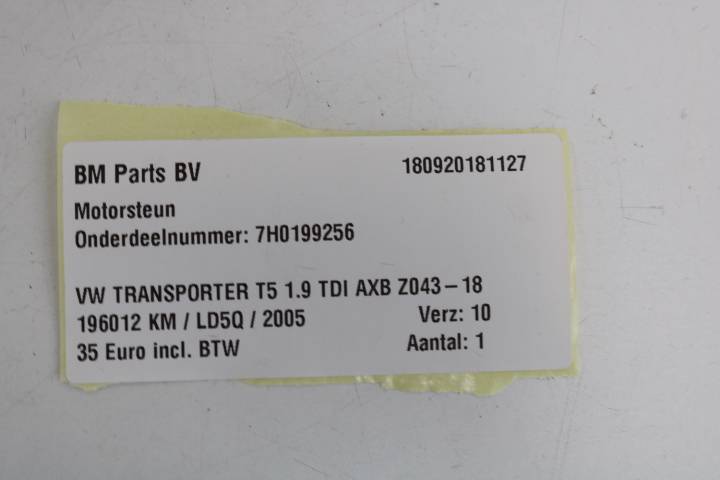 BM Parts BV 180920181127
Motorsteun
Onderdeelnummer: 7H0199256
VW TRANSPORTER T5 1.9 TDI AXB Z043-18
196012 KM / LD5Q / 2005 Verz: 10
35 Euro incl. BTW Aantal: 1